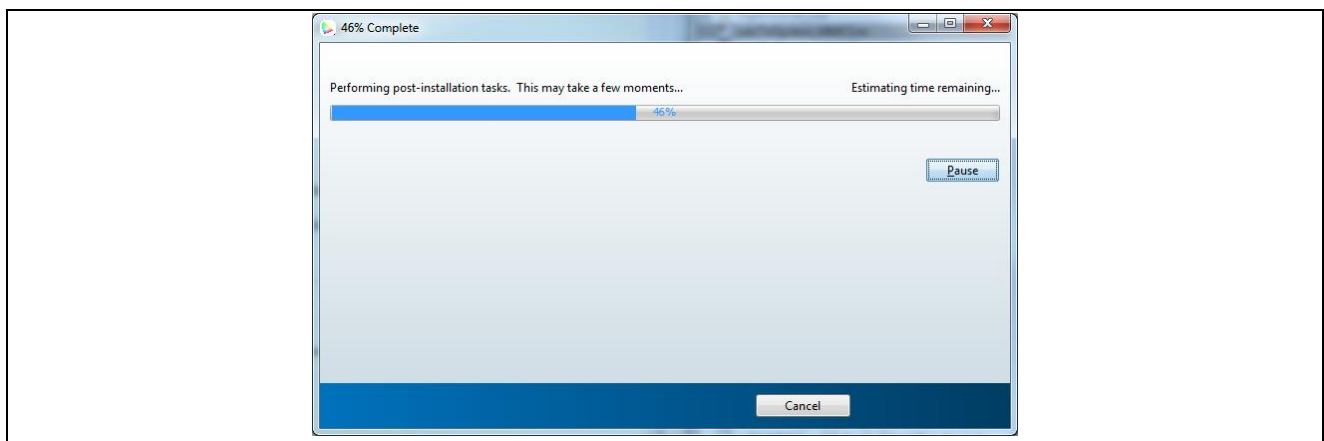 46% Complete
Performing post-installation tasks. This may take a few moments... Estimating time remaining...
46%
Pause
Cancel